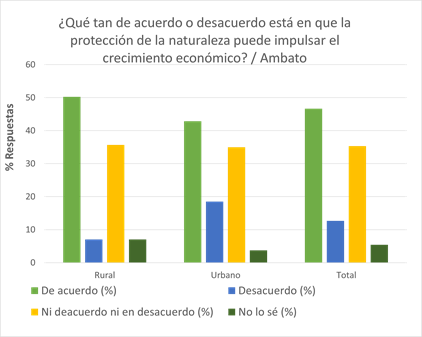 ¿Qué tan de acuerdo o desacuerdo está en que la
protección de la naturaleza puede impulsar el
crecimiento económico? / Ambato
% Respuestas
60
50
40
30
20
10
0
Rural Urbano Total
De acuerdo (%) Desacuerdo (%)
Ni deacuerdo ni en desacuerdo (%) No lo sé (%)